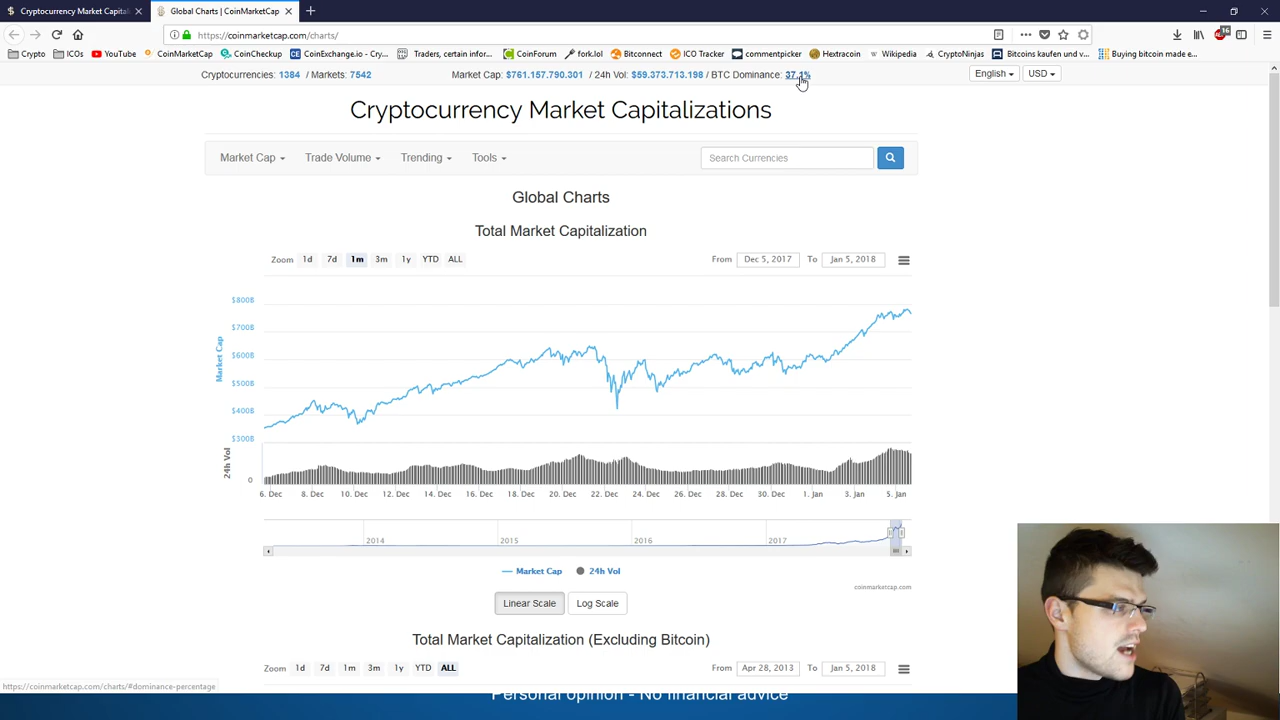 Cryptocurrency Market Capital
Global Charts | CoinMarketCap
https://coinmarketcap.com/charts/
16
Crypto ICOs YouTube CoinMarketCap CoinCheckup CoinExchange.io - Cry... Traders, certain infor... CoinForum fork.lol Bitconnect ICO Tracker commentpicker Hextracoin Wikipedia CryptoNinjas Bitcoins kaufen und v... Buying bitcoin made e...
Cryptocurrencies: 1384 / Markets: 7542 Market Cap: $761.157.790.301 / 24h Vol: $59.373.713.198 / BTC Dominance: 37.1% English USD
Cryptocurrency Market Capitalizations
Market Cap Trade Volume Trending Tools Search Currencies
Global Charts
Total Market Capitalization
Zoom 1d 7d 1m 3m 1y YTD ALL From Dec 5, 2017 To Jan 5, 2018
$800B
$700B
$600B
$500B
$400B
$300B
Market Cap
24h Vol
0
6. Dec 8. Dec 10. Dec 12. Dec 14. Dec 16. Dec 18. Dec 20. Dec 22. Dec 24. Dec 26. Dec 28. Dec 30. Dec 1. Jan 3. Jan 5. Jan
2014 2015 2016 2017
Market Cap 24h Vol
coinmarketcap.com
Linear Scale Log Scale
Total Market Capitalization (Excluding Bitcoin)
Zoom 1d 7d 1m 3m 1y YTD ALL From Apr 28, 2013 To Jan 5, 2018
https://coinmarketcap.com/charts/#dominance-percentage
Personal opinion - No financial advice